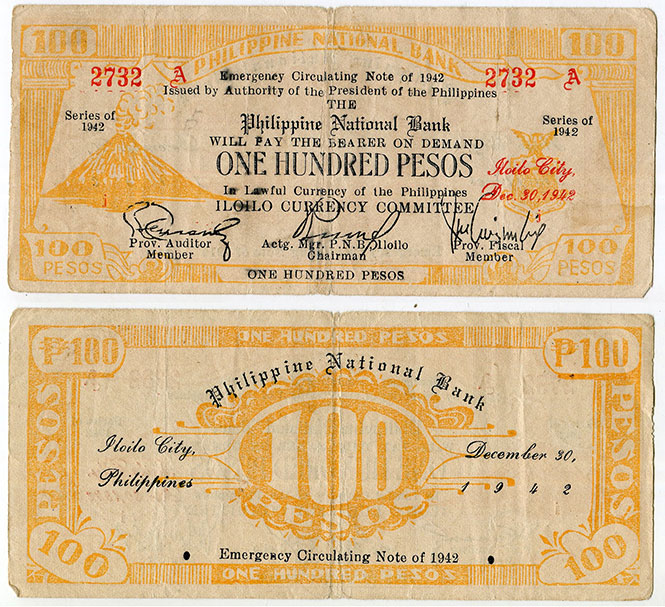 100 PHILIPPINE NATIONAL BANK 100
2732 A Emergency Circulating Note of 1942 2732 A
Issued by Authority of the President of the Philippines
THE
Series of 1942 Philippine National Bank Series of 1942
WILL PAY THE BEARER ON DEMAND
ONE HUNDRED PESOS Iloilo City,
In Lawful Currency of the Philippines Dec. 30, 1942
ILOILO CURRENCY COMMITTEE
Prov. Auditor Actg. Mgr. P.N.B. Iloilo Prov. Fiscal
Member Chairman Member
100 PESOS ONE HUNDRED PESOS 100 PESOS
ONE HUNDRED PESOS
₱100 Philippine National Bank ₱100
PESOS 100 PESOS
Iloilo City, December 30,
Philippines 1942
PESOS
100 Emergency Circulating Note of 1942 100
ONE HUNDRED PESOS